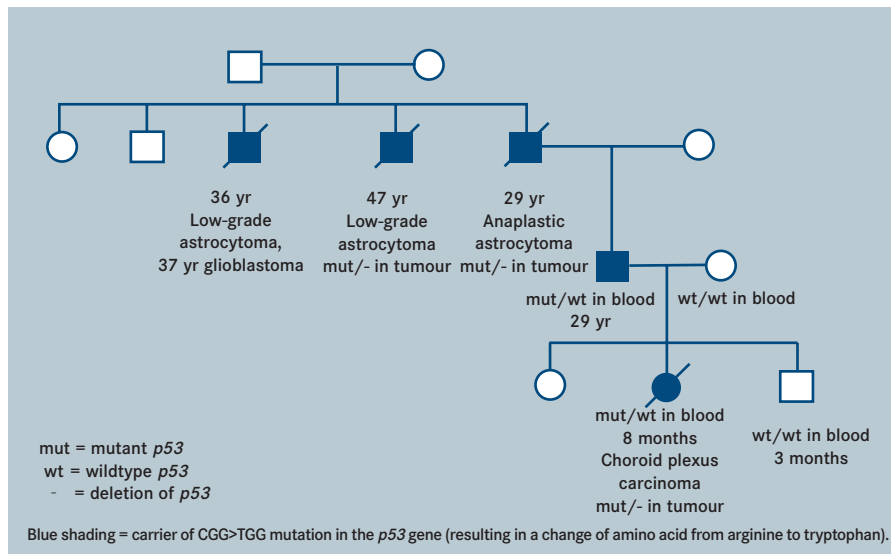 36 yr
Low-grade
astrocytoma,
37 yr glioblastoma
47 yr
Low-grade
astrocytoma
mut/- in tumour
29 yr
Anaplastic
astrocytoma
mut/- in tumour
mut/wt in blood
29 yr
wt/wt in blood
mut/wt in blood
8 months
Choroid plexus
carcinoma
mut/- in tumour
wt/wt in blood
3 months
mut = mutant p53
wt = wildtype p53
- = deletion of p53
Blue shading = carrier of CGG>TGG mutation in the p53 gene (resulting in a change of amino acid from arginine to tryptophan).